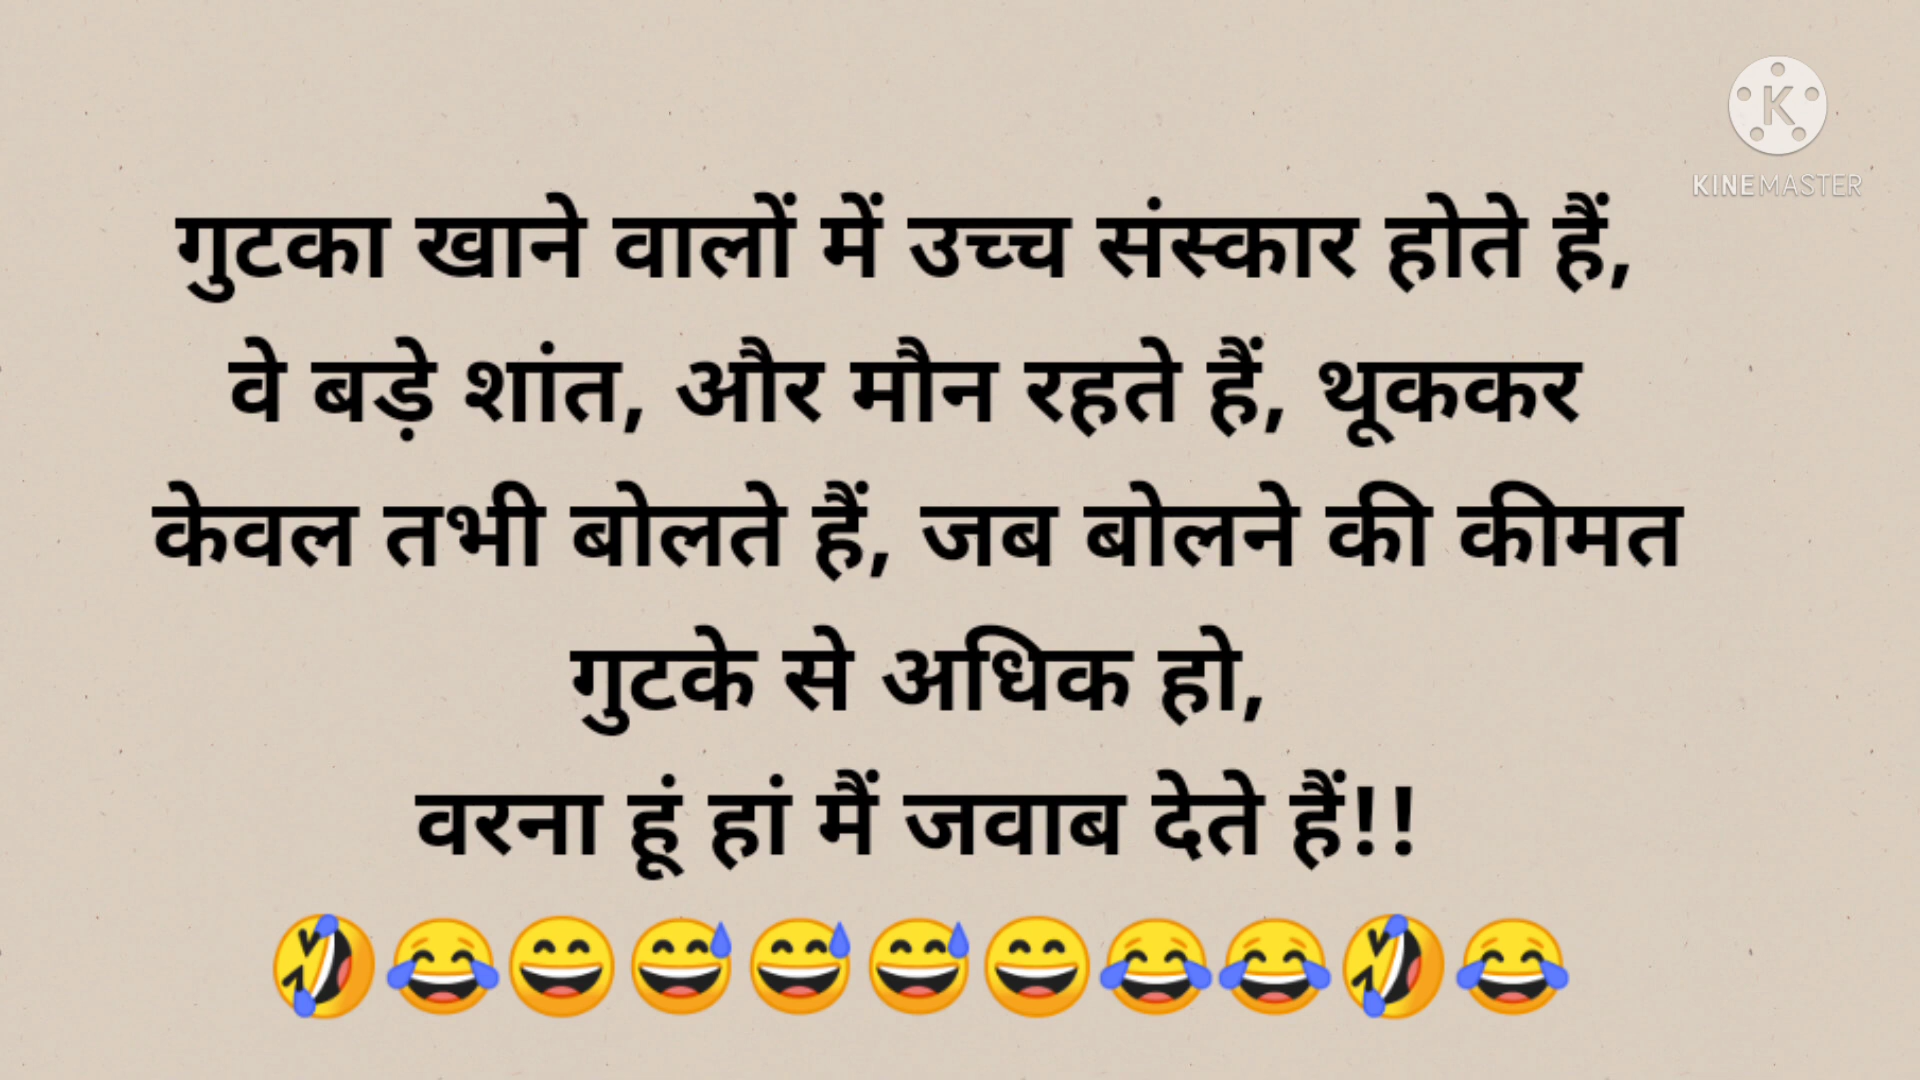 KINEMASTER
गुटका खाने वालों में उच्च संस्कार होते हैं,
वे बड़े शांत, और मौन रहते हैं, थूककर
केवल तभी बोलते हैं, जब बोलने की कीमत
गुटके से अधिक हो,
वरना हूं हां मैं जवाब देते हैं!!
🤣😂😄😅😅😅😄😂😂🤣😂